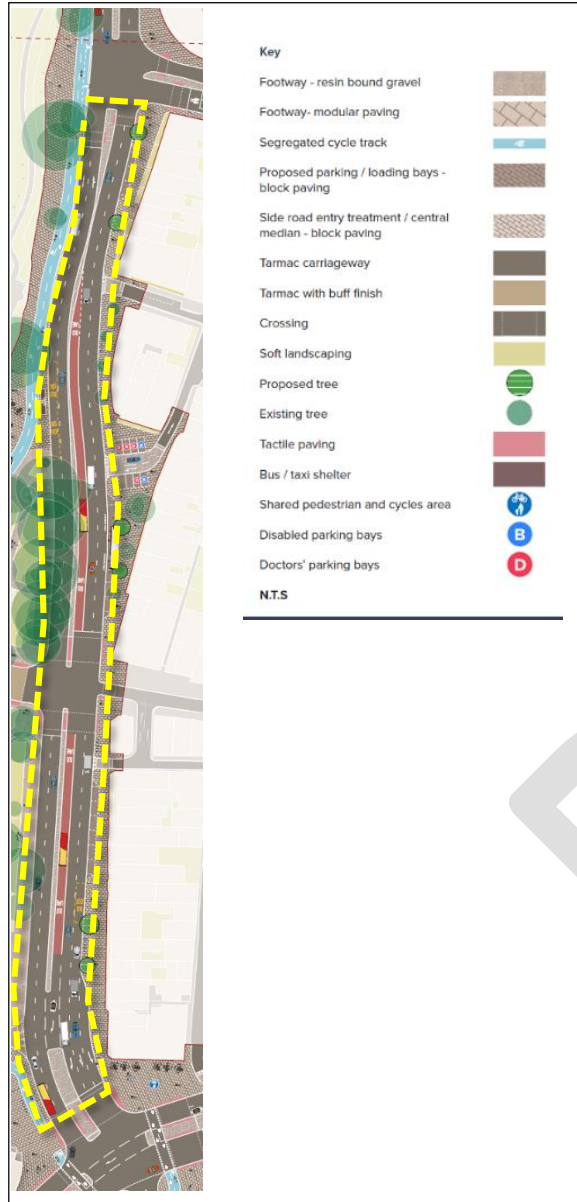 Key
Footway - resin bound gravel
Footway- modular paving
Segregated cycle track
Proposed parking / loading bays -
block paving
Side road entry treatment / central
median - block paving
Tarmac carriageway
Tarmac with buff finish
Crossing
Soft landscaping
Proposed tree
Existing tree
Tactile paving
Bus / taxi shelter
Shared pedestrian and cycles area
Disabled parking bays
B
Doctors' parking bays
D
N.T.S